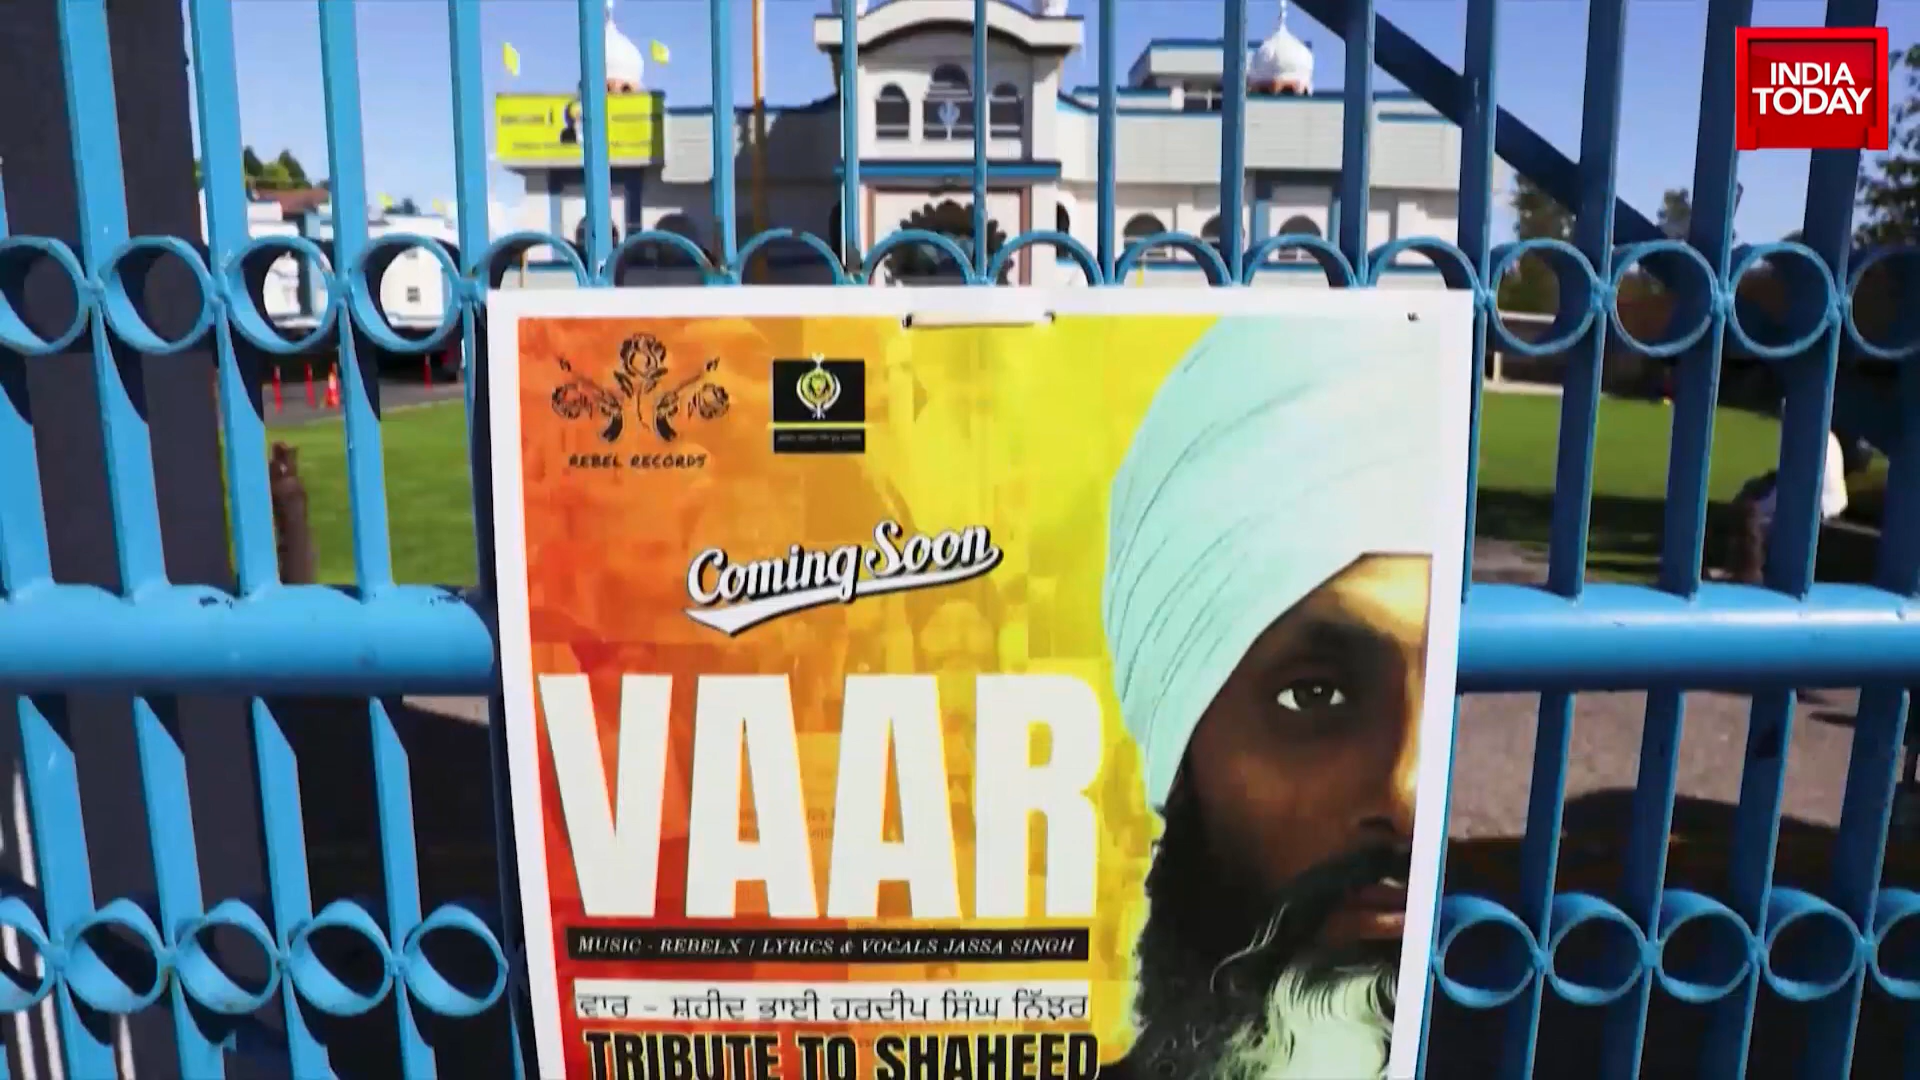 INDIA
TODAY
REBEL RECORDS
Coming Soon
VAAR
MUSIC - REBELX / LYRICS & VOCALS JASSA SINGH
ਵਾਰ - ਸ਼ਹੀਦ ਭਾਈ ਹਰਦੀਪ ਸਿੰਘ ਨਿੱਝਰ
TRIBUTE TO SHAHEED